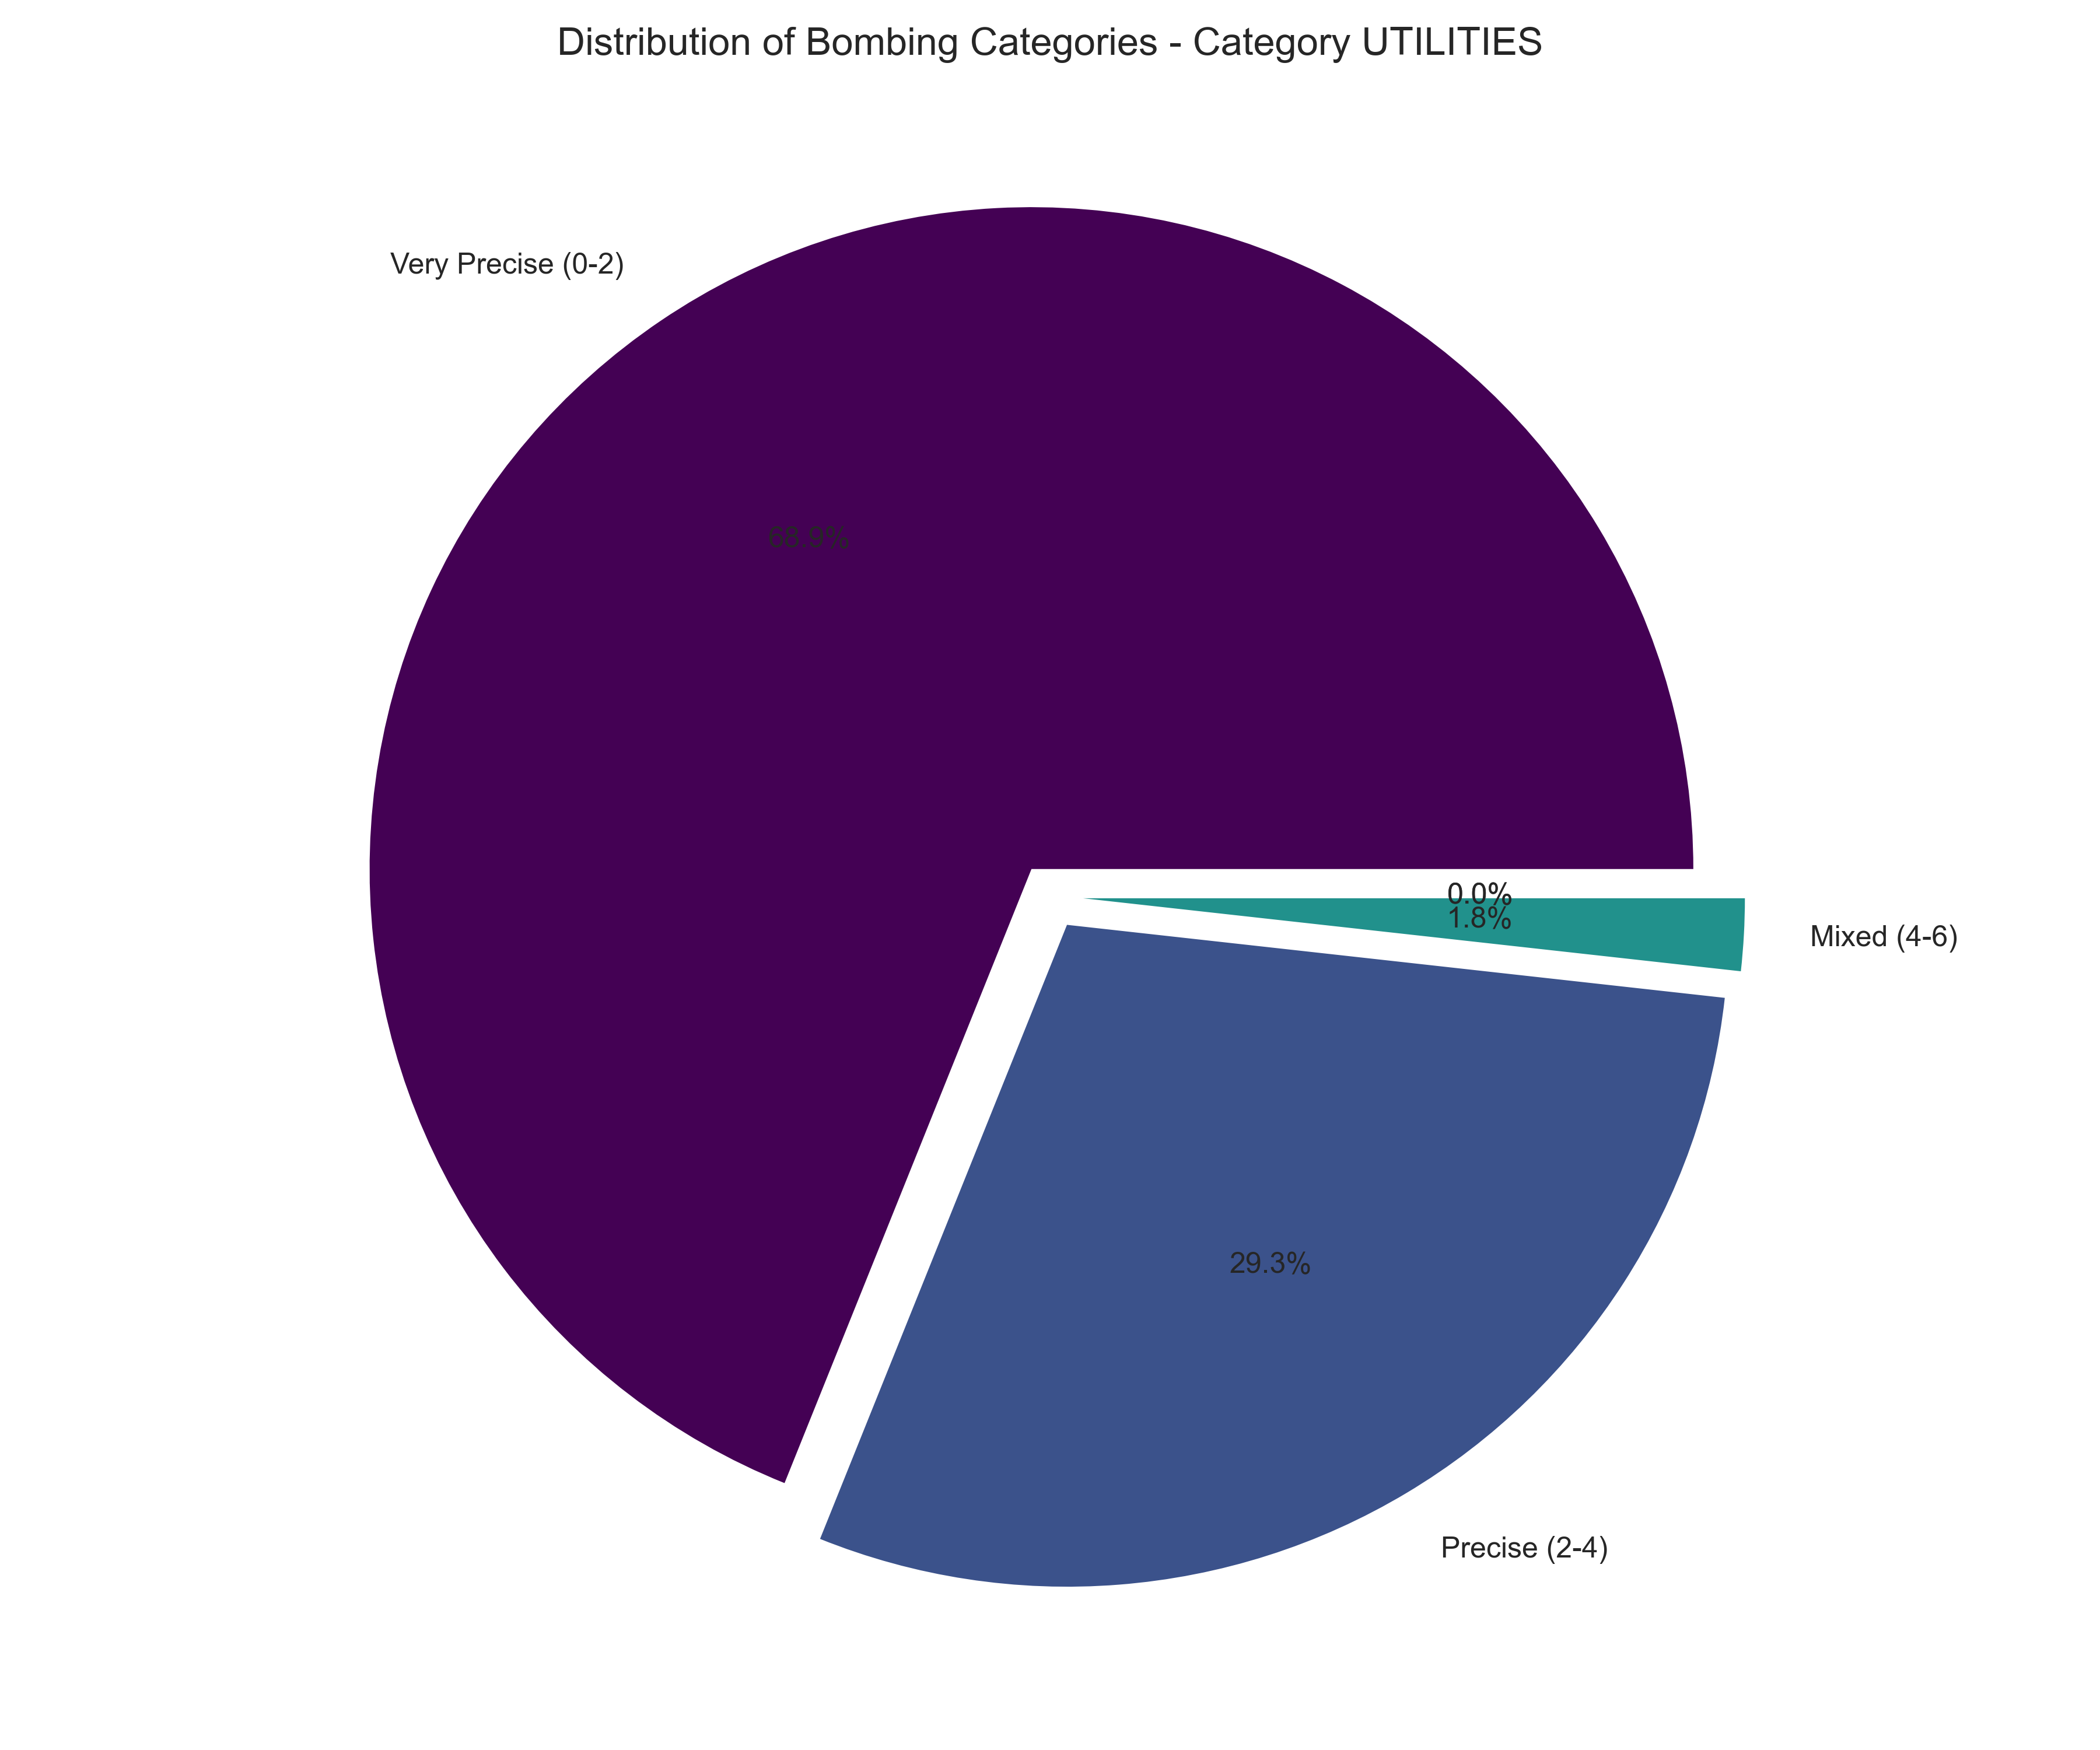 Distribution of Bombing Categories - Category UTILITIES
Very Precise (0-2)
68.9%
0.0%
1.8%
Mixed (4-6)
29.3%
Precise (2-4)